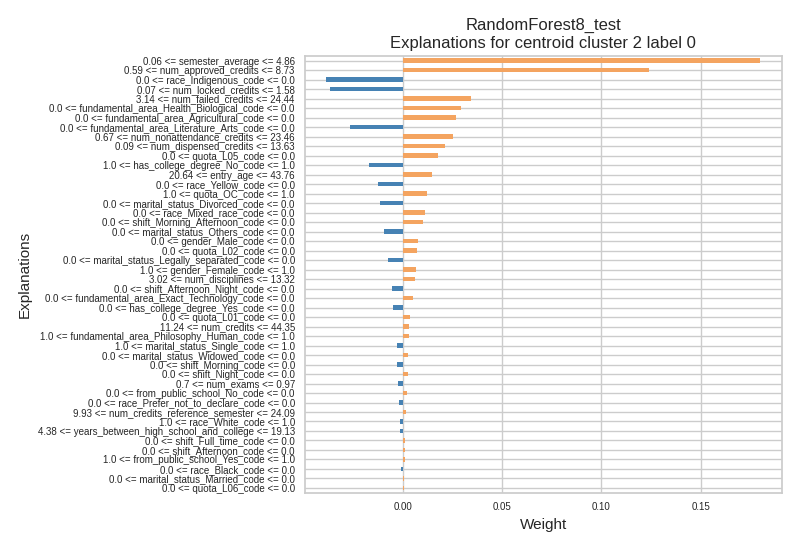 RandomForest8_test
Explanations for centroid cluster 2 label 0
0.06 <= semester_average <= 4.86
0.59 <= num_approved_credits <= 8.73
0.0 <= race_Indigenous_code <= 0.0
0.07 <= num_locked_credits <= 1.58
3.14 <= num_failed_credits <= 24.44
0.0 <= fundamental_area_Health_Biological_code <= 0.0
0.0 <= fundamental_area_Agricultural_code <= 0.0
0.0 <= fundamental_area_Literature_Arts_code <= 0.0
0.67 <= num_nonattendance_credits <= 23.46
0.09 <= num_dispensed_credits <= 13.63
0.0 <= quota_L05_code <= 0.0
1.0 <= has_college_degree_No_code <= 1.0
20.64 <= entry_age <= 43.76
0.0 <= race_Yellow_code <= 0.0
1.0 <= quota_OC_code <= 1.0
0.0 <= marital_status_Divorced_code <= 0.0
0.0 <= race_Mixed_race_code <= 0.0
0.0 <= shift_Morning_Afternoon_code <= 0.0
0.0 <= marital_status_Others_code <= 0.0
0.0 <= gender_Male_code <= 0.0
0.0 <= quota_L02_code <= 0.0
0.0 <= marital_status_Legally_separated_code <= 0.0
1.0 <= gender_Female_code <= 1.0
3.02 <= num_disciplines <= 13.32
0.0 <= shift_Afternoon_Night_code <= 0.0
0.0 <= fundamental_area_Exact_Technology_code <= 0.0
0.0 <= has_college_degree_Yes_code <= 0.0
0.0 <= quota_L01_code <= 0.0
11.24 <= num_credits <= 44.35
1.0 <= fundamental_area_Philosophy_Human_code <= 1.0
1.0 <= marital_status_Single_code <= 1.0
0.0 <= marital_status_Widowed_code <= 0.0
0.0 <= shift_Morning_code <= 0.0
0.0 <= shift_Night_code <= 0.0
0.7 <= num_exams <= 0.97
0.0 <= from_public_school_No_code <= 0.0
0.0 <= race_Prefer_not_to_declare_code <= 0.0
9.93 <= num_credits_reference_semester <= 24.09
1.0 <= race_White_code <= 1.0
4.38 <= years_between_high_school_and_college <= 19.13
0.0 <= shift_Full_time_code <= 0.0
0.0 <= shift_Afternoon_code <= 0.0
1.0 <= from_public_school_Yes_code <= 1.0
0.0 <= race_Black_code <= 0.0
0.0 <= marital_status_Married_code <= 0.0
0.0 <= quota_L06_code <= 0.0
Explanations
0.00 0.05 0.10 0.15
Weight